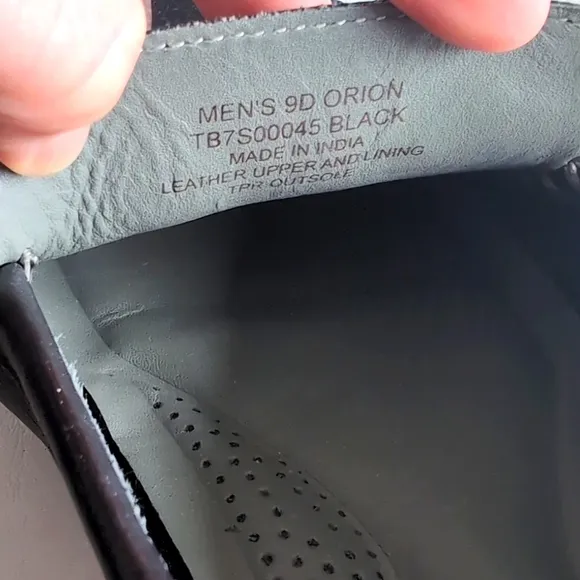 MEN'S 9D ORION
TB7S00045 BLACK
MADE IN INDIA
LEATHER UPPER AND LINING
TPR OUTSOLE